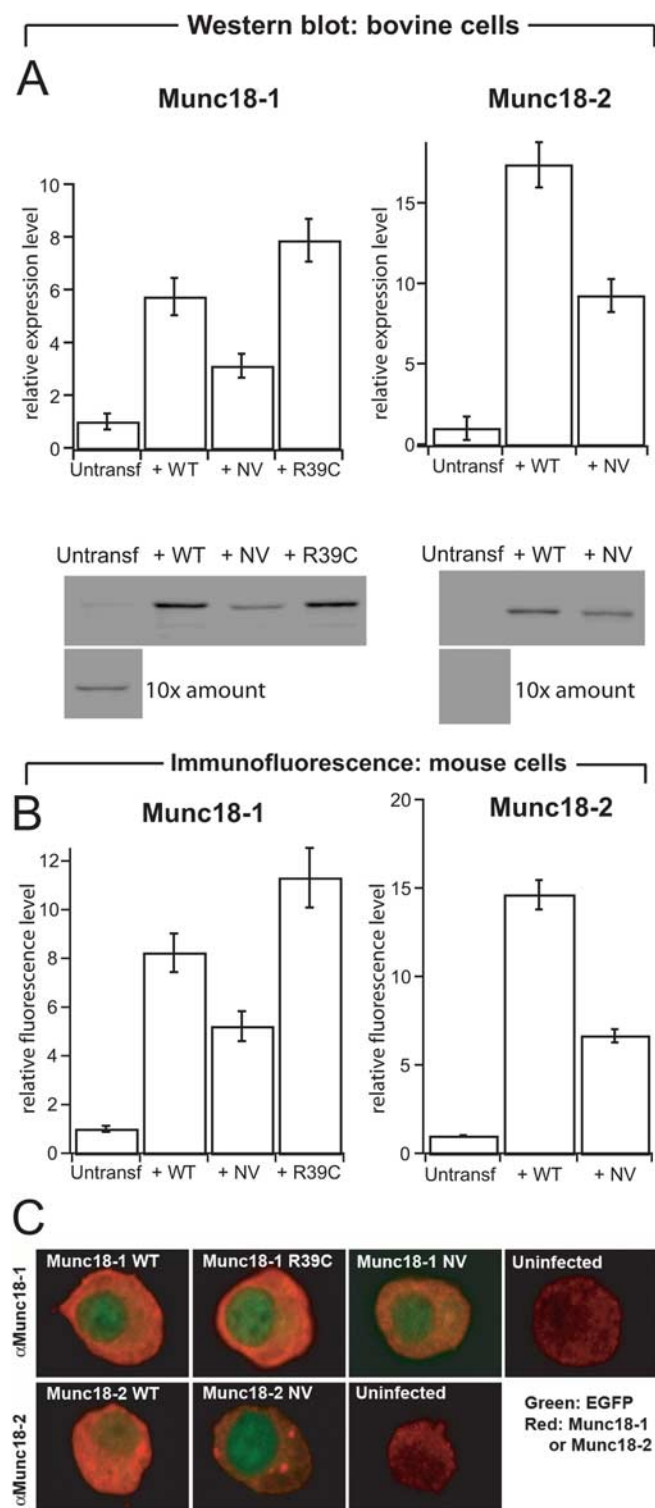 Western blot: bovine cells
A
Munc18-1
Munc18-2
relative expression level
10
8
6
4
2
0
Untransf + WT + NV + R39C
relative expression level
15
10
5
0
Untransf + WT + NV
Untransf + WT + NV + R39C
10x amount
Untransf + WT + NV
10x amount
Immunofluorescence: mouse cells
B
Munc18-1
Munc18-2
relative fluorescence level
12
10
8
6
4
2
0
Untransf + WT + NV + R39C
relative fluorescence level
20
15
10
5
0
Untransf + WT + NV
C
αMunc18-1
Munc18-1 WT
Munc18-1 R39C
Munc18-1 NV
Uninfected
αMunc18-2
Munc18-2 WT
Munc18-2 NV
Uninfected
Green: EGFP
Red: Munc18-1
or Munc18-2